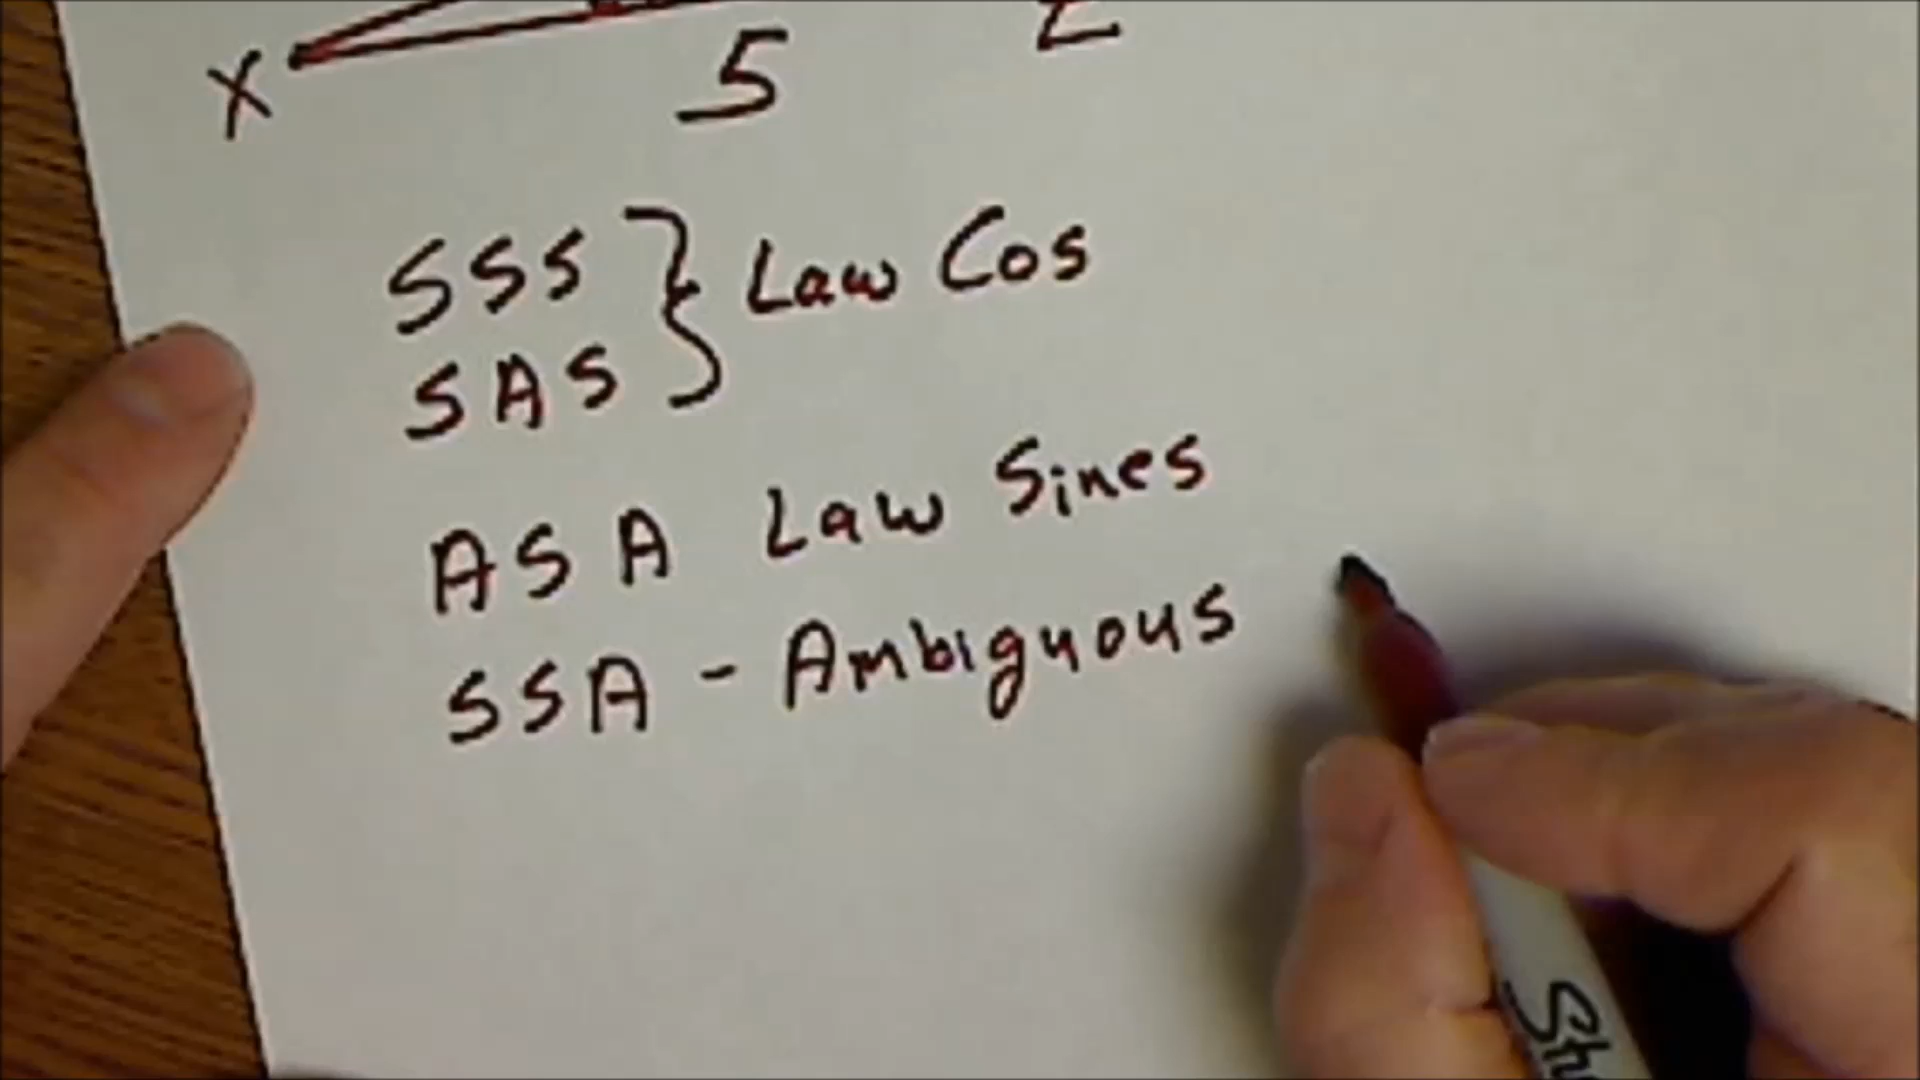 X
5
Z
SSS } Law Cos
SAS
ASA Law Sines
SSA - Ambiguous